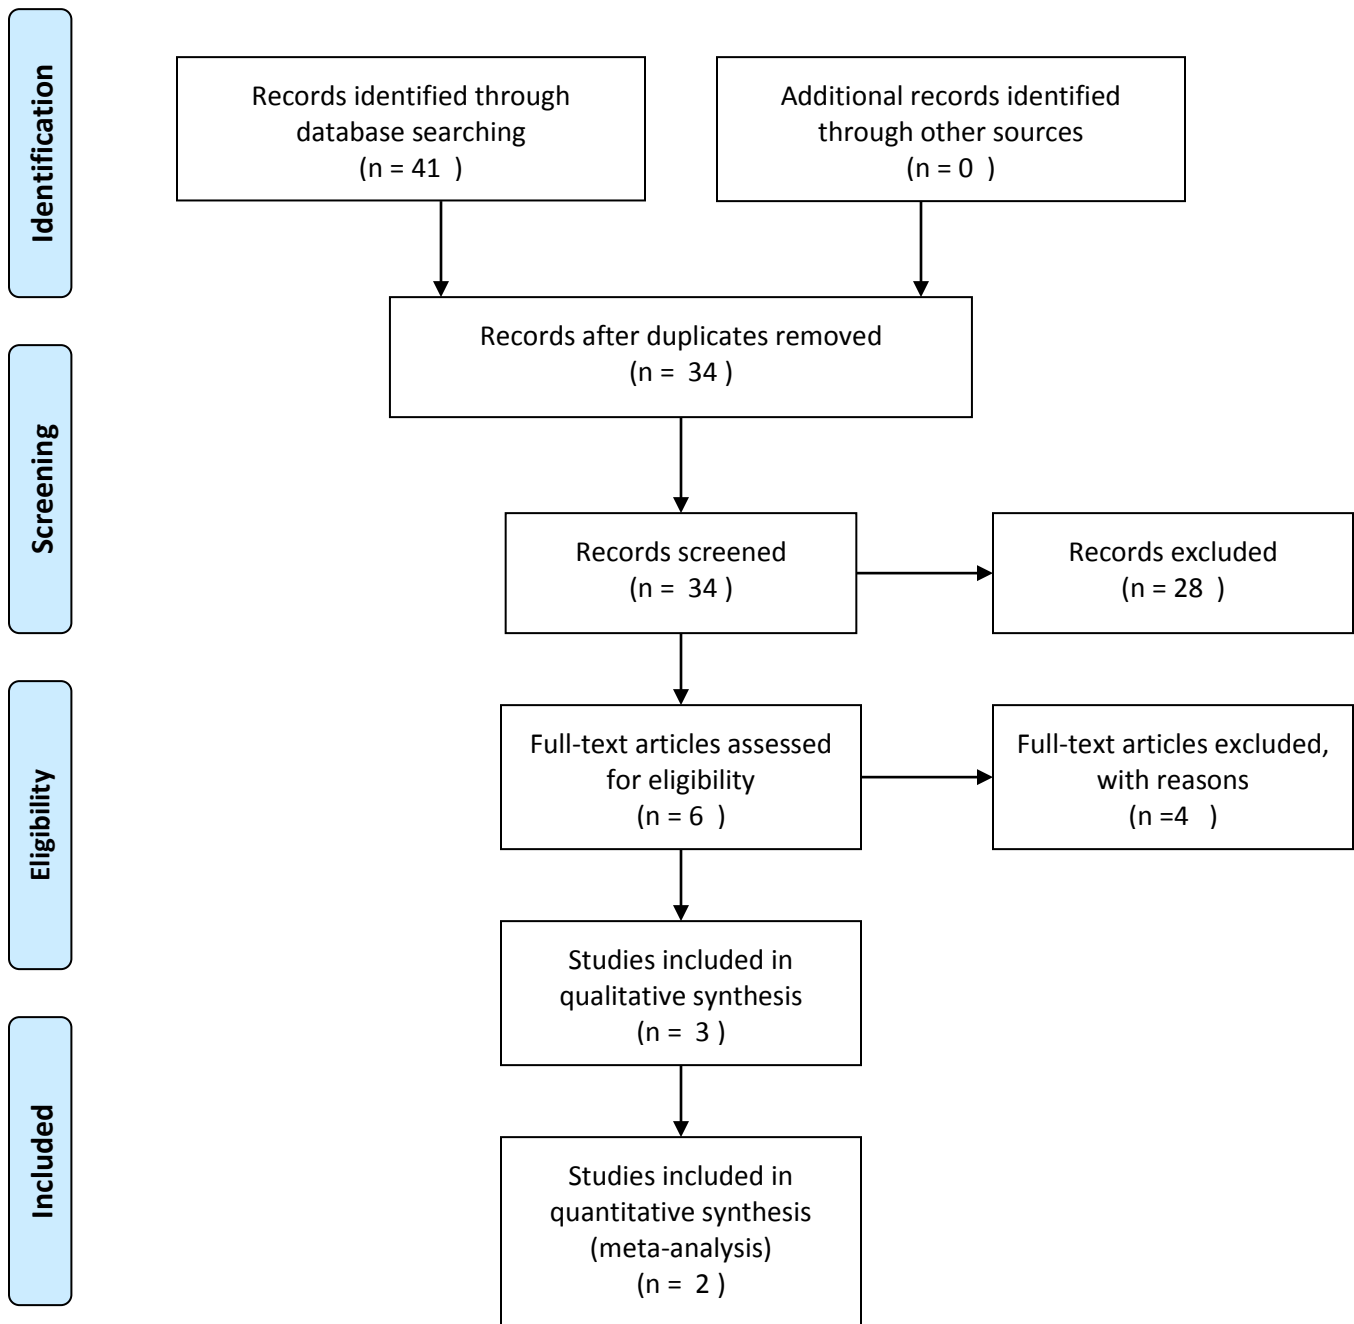 Identification
Records identified through
database searching
(n = 41  )
Additional records identified
through other sources
(n = 0  )
Records after duplicates removed
(n =  34 )
Screening
Records screened
(n =  34 )
Records excluded
(n = 28  )
Eligibility
Full-text articles assessed
for eligibility
(n = 6  )
Full-text articles excluded,
with reasons
(n =4   )
Studies included in
qualitative synthesis
(n =  3 )
Included
Studies included in
quantitative synthesis
(meta-analysis)
(n =  2 )